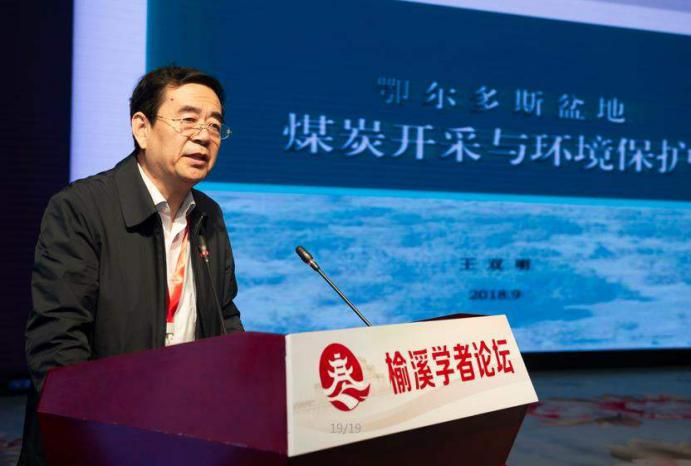 鄂尔多斯盆地
煤炭开采与环境保护
王双明
2018.9
榆溪学者论坛
19/19